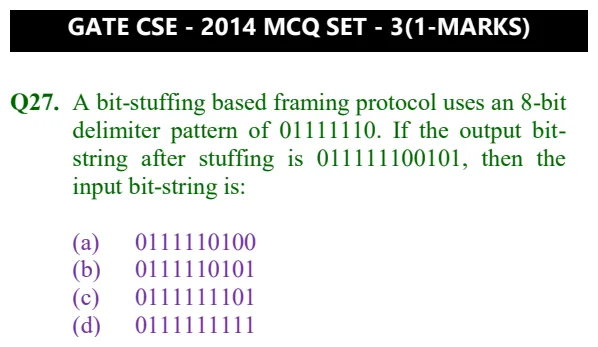 GATE CSE - 2014 MCQ SET - 3(1-MARKS)
Q27. A bit-stuffing based framing protocol uses an 8-bit
delimiter pattern of 01111110. If the output bit-
string after stuffing is 011111100101, then the
input bit-string is:
(a) 0111110100
(b) 0111110101
(c) 0111111101
(d) 0111111111